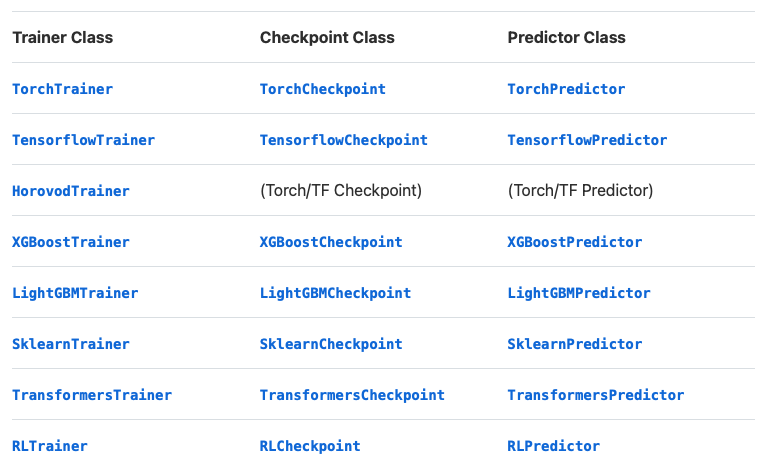 Trainer Class Checkpoint Class Predictor Class
TorchTrainer TorchCheckpoint TorchPredictor
TensorflowTrainer TensorflowCheckpoint TensorflowPredictor
HorovodTrainer (Torch/TF Checkpoint) (Torch/TF Predictor)
XGBoostTrainer XGBoostCheckpoint XGBoostPredictor
LightGBMTrainer LightGBMCheckpoint LightGBMPredictor
SklearnTrainer SklearnCheckpoint SklearnPredictor
TransformersTrainer TransformersCheckpoint TransformersPredictor
RLTrainer RLCheckpoint RLPredictor